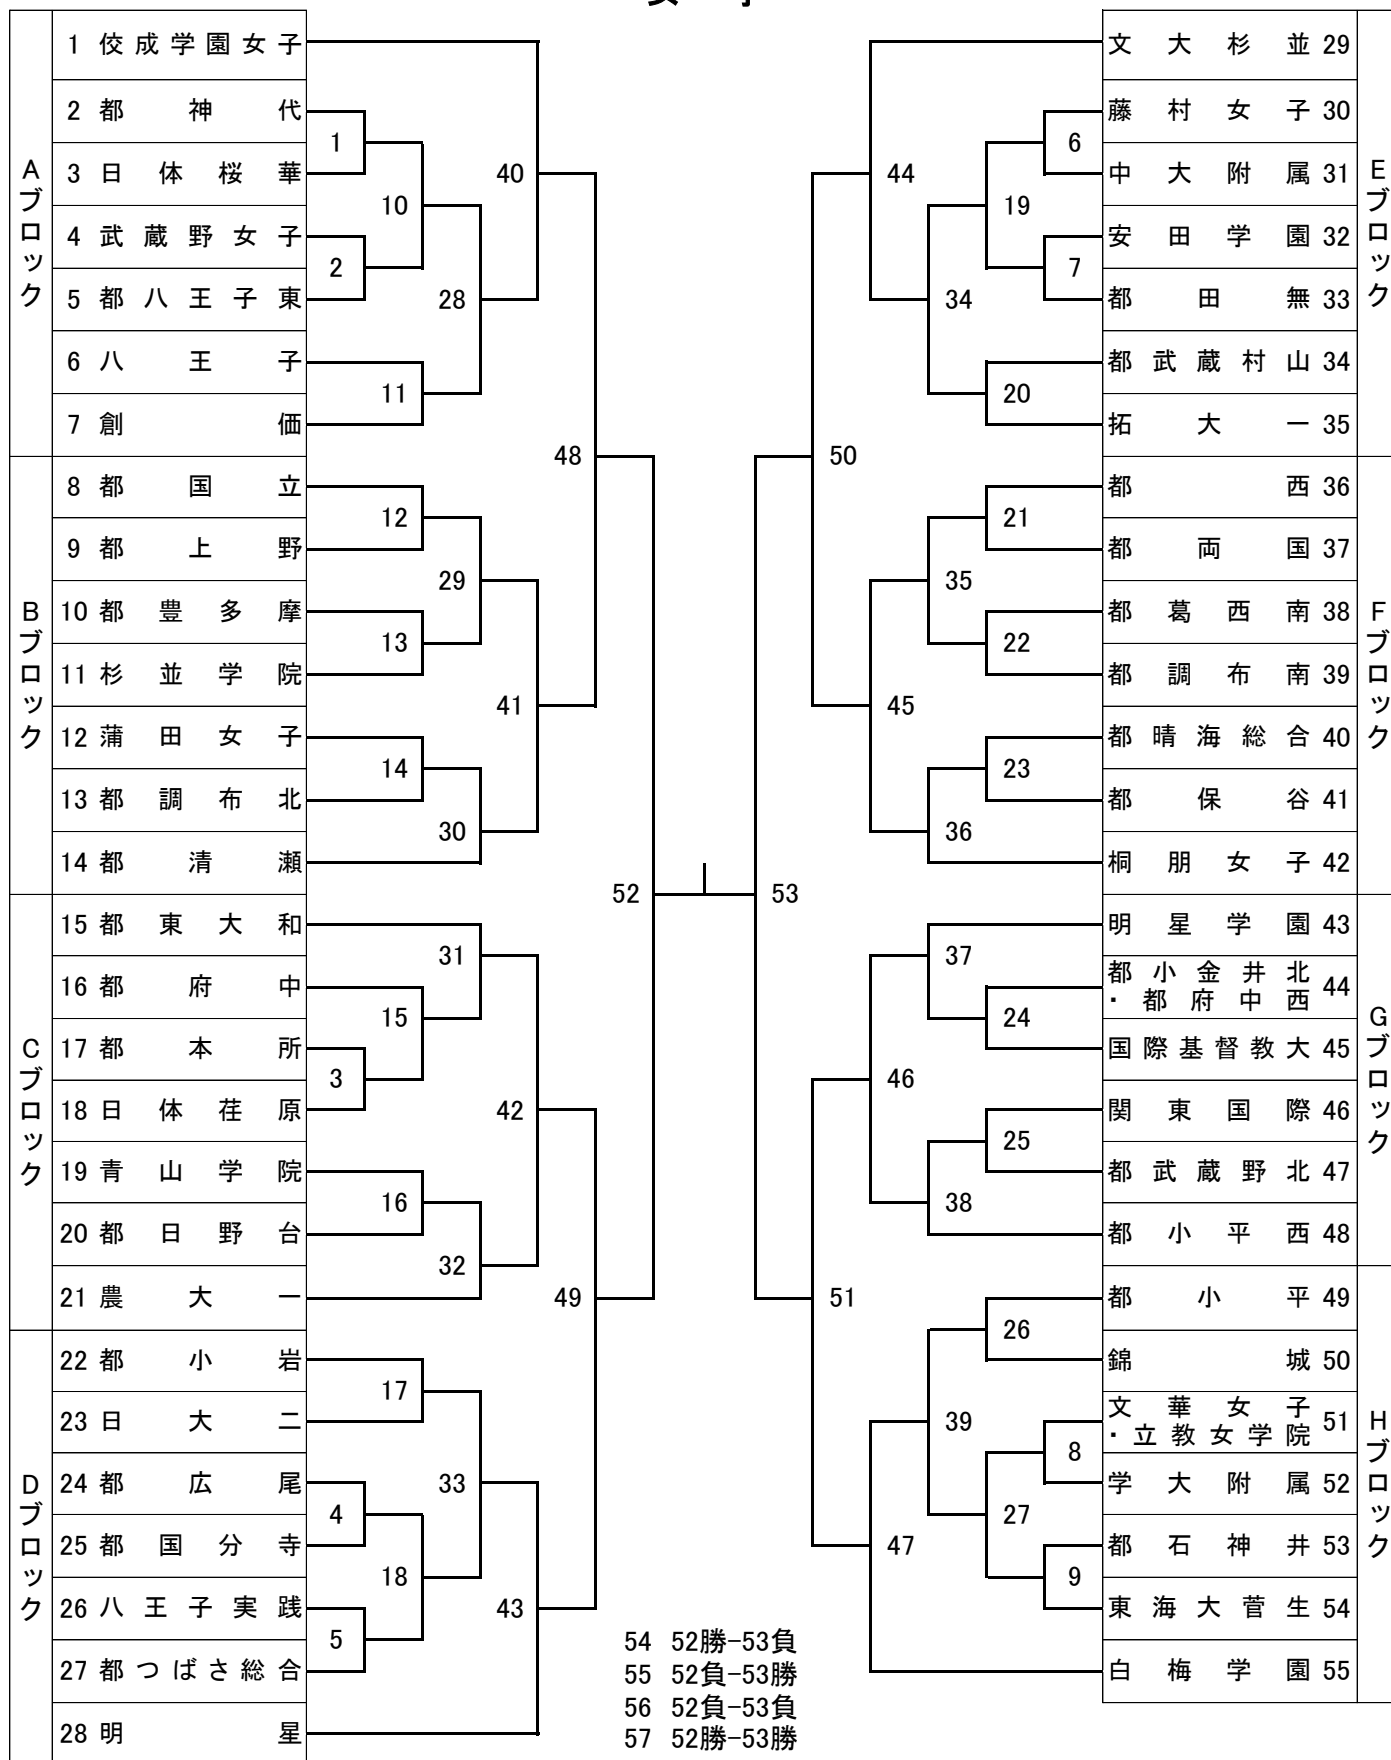 Aブロック
1 佼成学園女子
2 都神代
3 日体桜華
4 武蔵野女子
5 都八王子東
6 八王子
7 創価
Bブロック
8 都国立
9 都上野
10 都豊多摩
11 杉並学院
12 蒲田女子
13 都調布北
14 都清瀬
Cブロック
15 都東大和
16 都府中
17 都本所
18 日体荏原
19 青山学院
20 都日野台
21 農大一
Dブロック
22 都小岩
23 日大二
24 都広尾
25 都国分寺
26 八王子実践
27 都つばさ総合
28 明星
1
2
3
4
5
10
11
12
13
14
15
16
17
18
28
29
30
31
32
33
40
41
42
43
48
49
52
53
50
51
44
45
46
47
34
35
36
37
38
39
19
20
21
22
23
24
25
26
27
6
7
8
9
Eブロック
文大杉並 29
藤村女子 30
中大附属 31
安田学園 32
都田無 33
都武蔵村山 34
拓大一 35
Fブロック
都西 36
都両国 37
都葛西南 38
都調布南 39
都晴海総合 40
都保谷 41
桐朋女子 42
Gブロック
明星学園 43
都小金井北
・都府中西 44
国際基督教大 45
関東国際 46
都武蔵野北 47
都小平西 48
Hブロック
都小平 49
錦城 50
文華女子
・立教女学院 51
学大附属 52
都石神井 53
東海大菅生 54
白梅学園 55
54 52勝-53負
55 52負-53勝
56 52負-53負
57 52勝-53勝